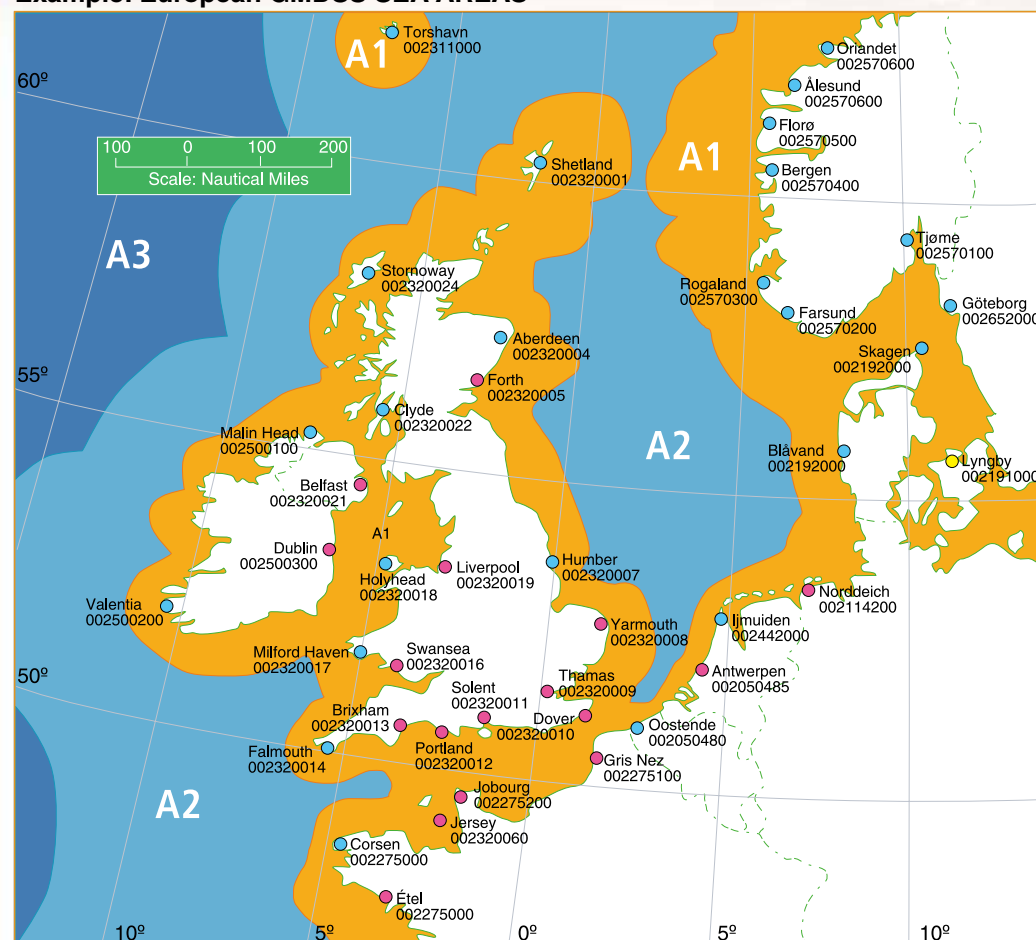 Example: European GMDSS SEA AREAS
Torshavn
002311000
A1
60º
100 0 100 200
Scale: Nautical Miles
Oriandet
002570600
Ålesund
002570600
Florø
002570500
A1
Bergen
002570400
Shetland
002320001
A3
Tjøme
002570100
Stornoway
002320024
Rogaland
002570300
Göteborg
002652000
Farsund
002570200
Aberdeen
002320004
Skagen
002192000
55º
Forth
002320005
Clyde
002320022
Malin Head
002500100
A2
Blåvand
002192000
Lyngby
002191000
Belfast
002320021
A1
Dublin
002500300
Holyhead
002320018
Liverpool
002320019
Humber
002320007
Valentia
002500200
Norddeich
002114200
Ijmuiden
002442000
Yarmouth
002320008
Milford Haven
002320017
Swansea
002320016
50º
Antwerpen
002050485
Thamas
002320009
Solent
002320011
Brixham
002320013
Dover
002320010
Oostende
002050480
Falmouth
002320014
Portland
002320012
Gris Nez
002275100
A2
Jobourg
002275200
Jersey
002320060
Corsen
002275000
Étel
002275000
10º 5º 0º 5º 10º